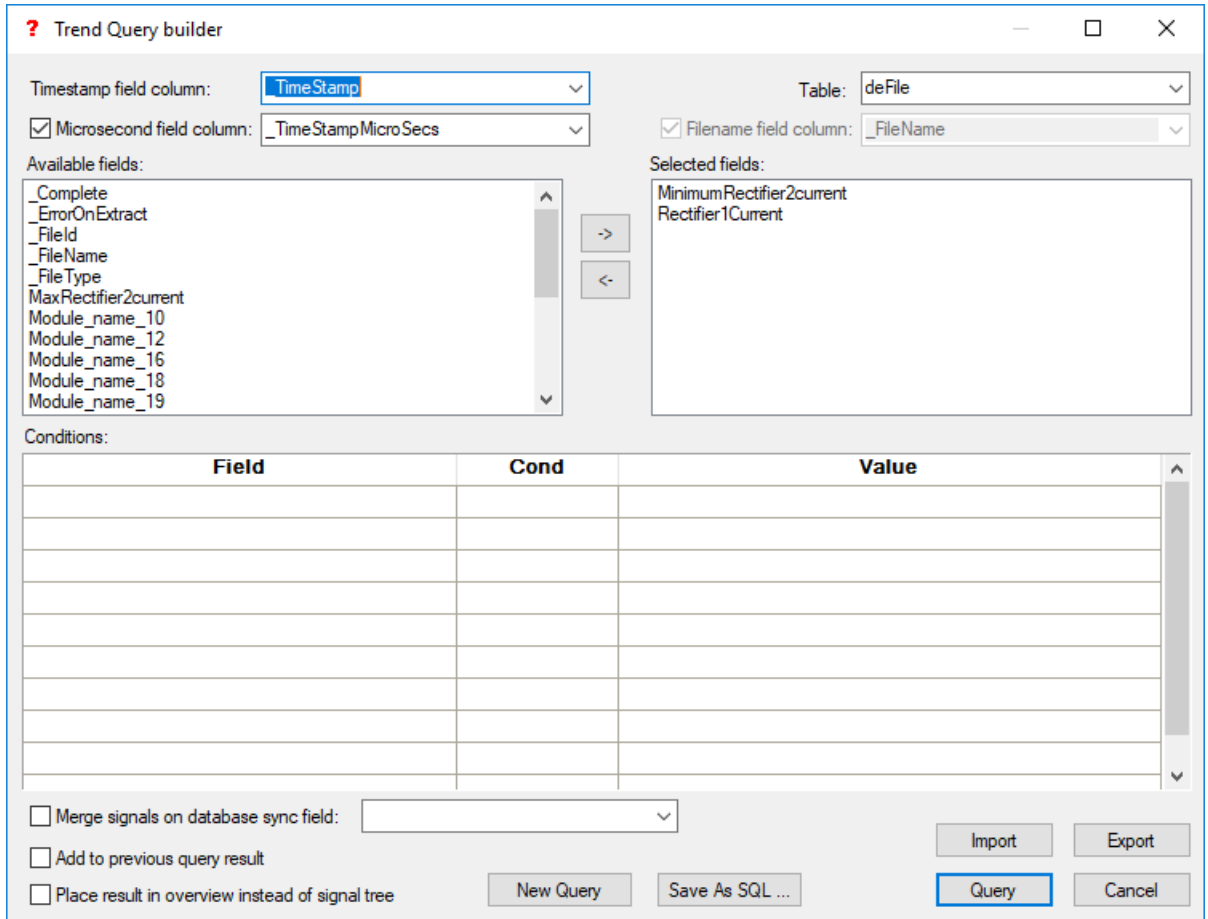 ? Trend Query builder
Timestamp field column: _TimeStamp Table: deFile
Microsecond field column: _TimeStampMicroSecs Filename field column: _FileName
Available fields: Selected fields:
_Complete MinimumRectifier2current
_ErrorOnExtract Rectifier1Current
_FileId ->
_FileName
_FileType <-
MaxRectifier2current
Module_name_10
Module_name_12
Module_name_16
Module_name_18
Module_name_19
Conditions:
Field Cond Value
Merge signals on database sync field:
Import Export
Add to previous query result
Place result in overview instead of signal tree New Query Save As SQL ... Query Cancel